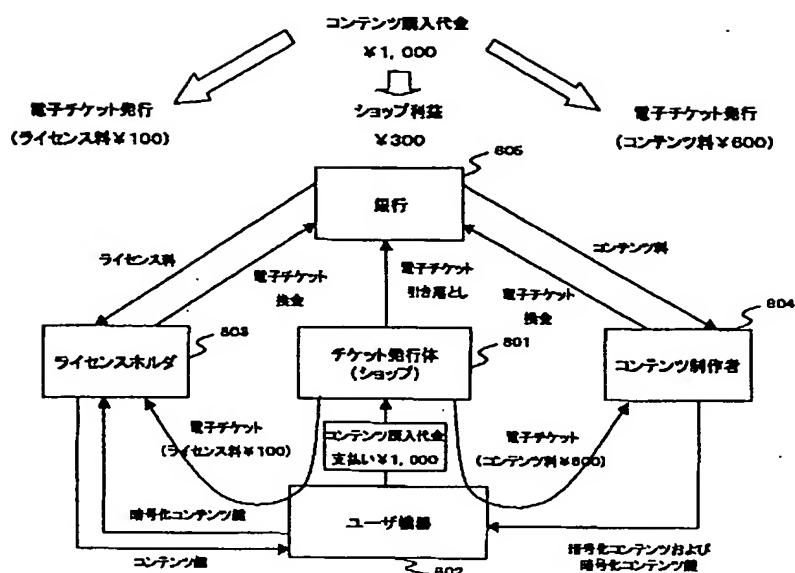 コンテンツ購入代金
¥1,000
電子チケット発行
(ライセンス料¥100)
ショップ利益
¥300
電子チケット発行
(コンテンツ料¥600)
805
銀行
ライセンス料
電子チケット
換金
電子チケット
引き落とし
電子チケット
換金
コンテンツ料
803
ライセンスホルダ
801
チケット発行体
(ショップ)
804
コンテンツ制作者
電子チケット
(ライセンス料¥100)
コンテンツ購入代金
支払い¥1,000
電子チケット
(コンテンツ料¥600)
暗号化コンテンツ鍵
ユーザ機器
コンテンツ鍵
802
暗号化コンテンツおよび
暗号化コンテンツ鍵